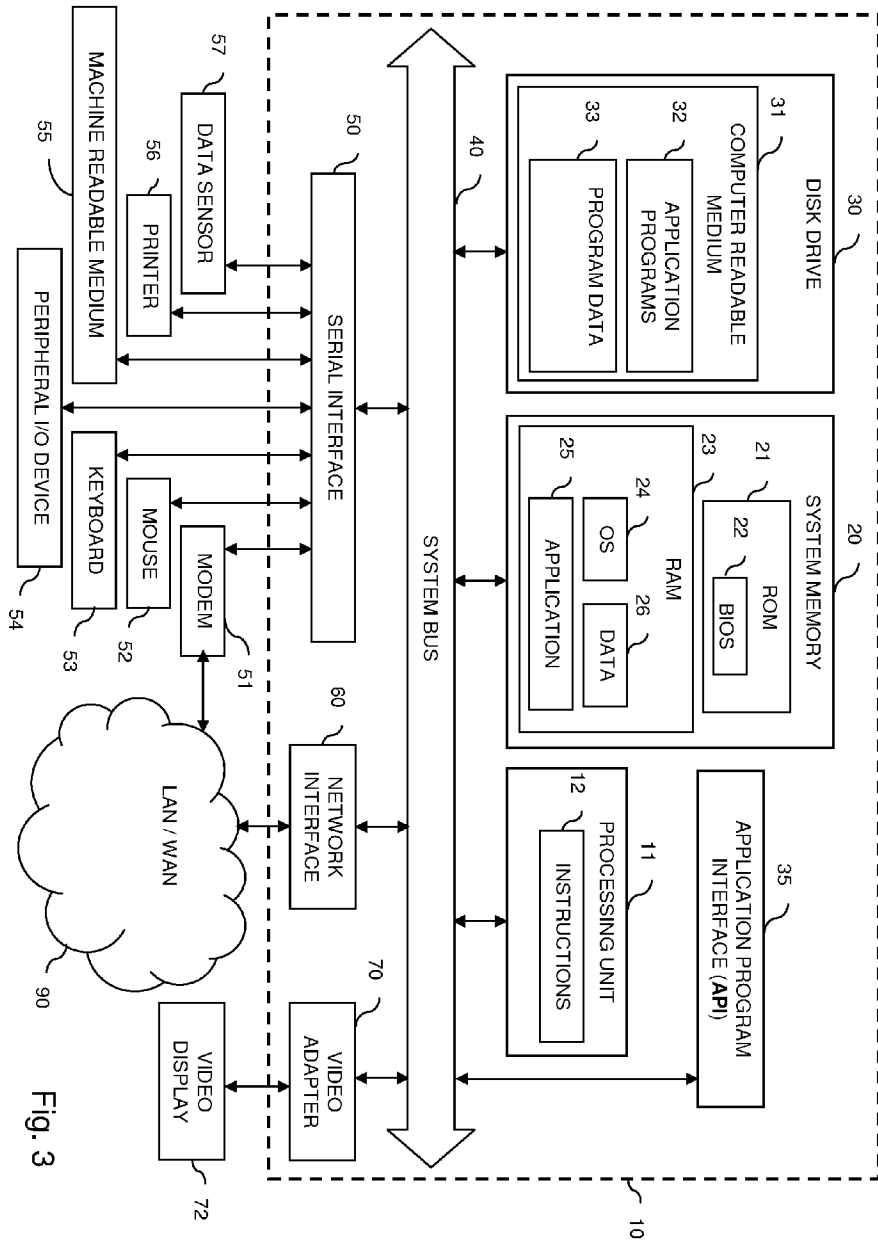 30
DISK DRIVE
31
COMPUTER READABLE
MEDIUM
32
APPLICATION
PROGRAMS
33
PROGRAM DATA
20
SYSTEM MEMORY
21
ROM
22
BIOS
23
RAM
24
OS
26
DATA
25
APPLICATION
35
APPLICATION PROGRAM
INTERFACE (API)
11
PROCESSING UNIT
12
INSTRUCTIONS
40
SYSTEM BUS
10
50
SERIAL INTERFACE
60
NETWORK
INTERFACE
70
VIDEO
ADAPTER
57
DATA SENSOR
56
PRINTER
MACHINE READABLE MEDIUM
55
PERIPHERAL I/O DEVICE
54
KEYBOARD
53
MOUSE
52
MODEM
51
LAN / WAN
90
VIDEO
DISPLAY
72
Fig. 3